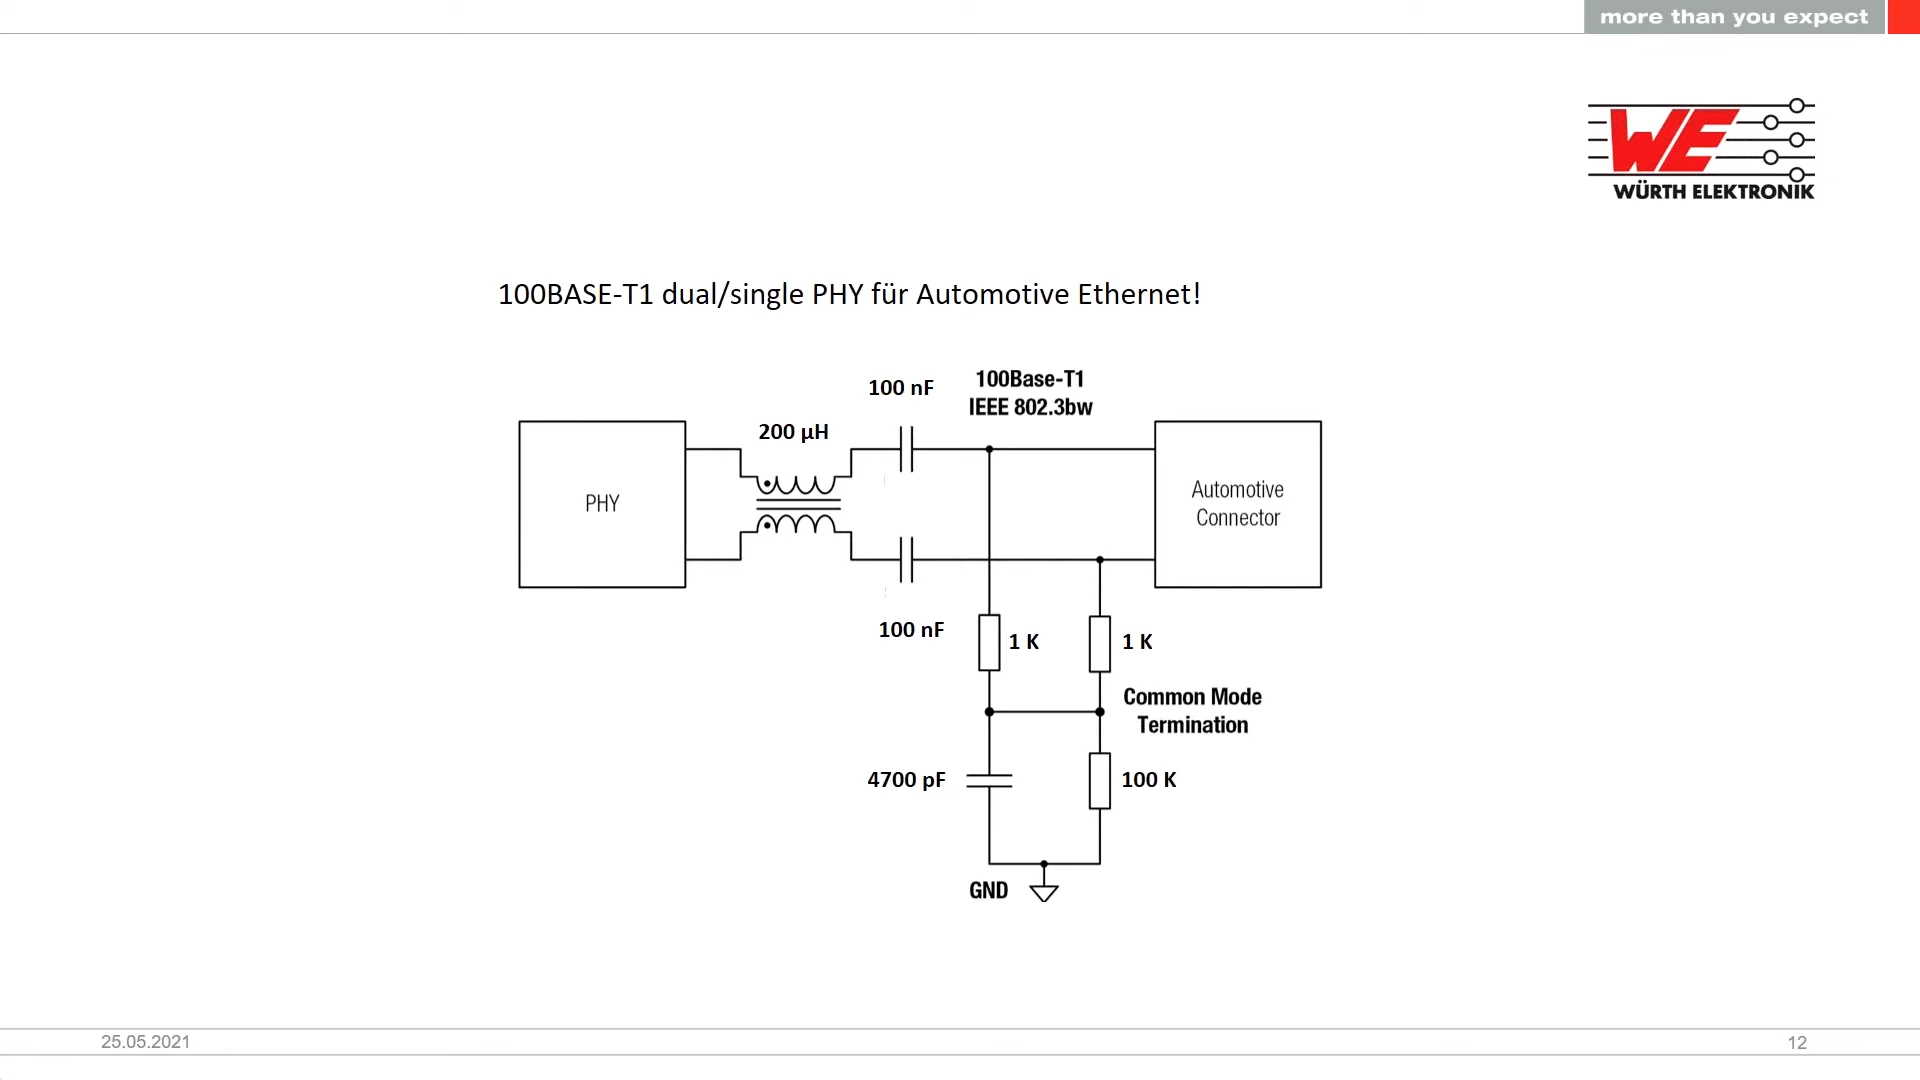 more than you expect
WE
WÜRTH ELEKTRONIK
100BASE-T1 dual/single PHY für Automotive Ethernet!
100 nF
100Base-T1
IEEE 802.3bw
200 µH
PHY
Automotive
Connector
100 nF
1 K
1 K
Common Mode
Termination
4700 pF
100 K
GND
25.05.2021
12